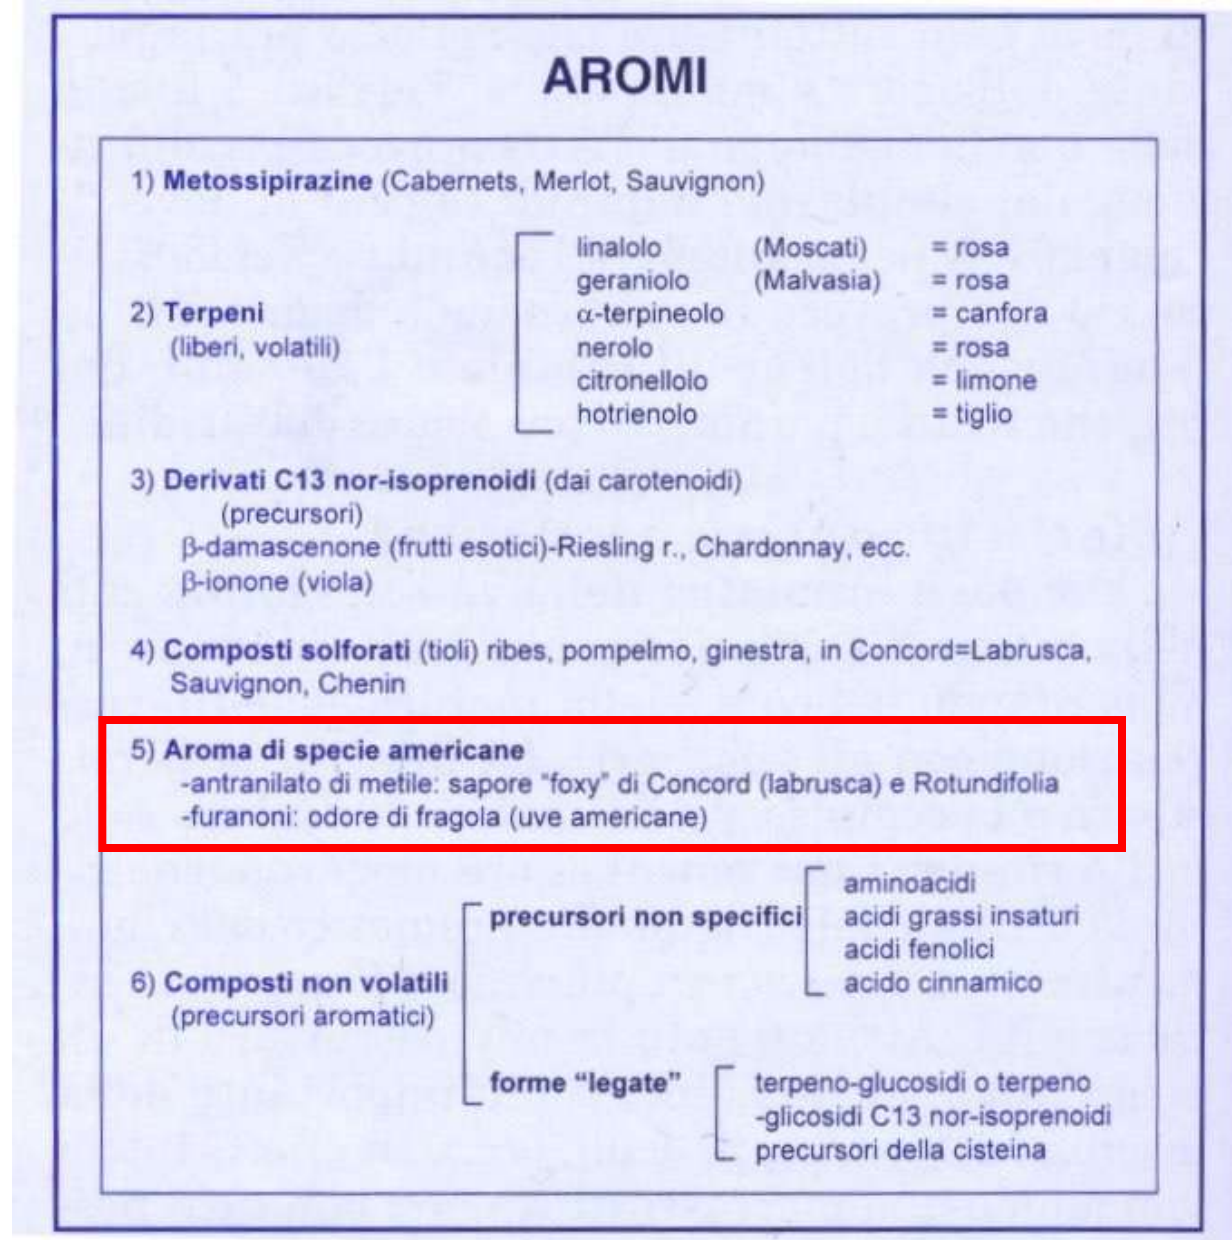 AROMI
1) Metossipirazine (Cabernets, Merlot, Sauvignon)
2) Terpeni
(liberi, volatili)
linalolo (Moscati) = rosa
geraniolo (Malvasia) = rosa
α-terpineolo = canfora
nerolo = rosa
citronellolo = limone
hotrienolo = tiglio
3) Derivati C13 nor-isoprenoidi (dai carotenoidi)
(precursori)
β-damascenone (frutti esotici)-Riesling r., Chardonnay, ecc.
β-ionone (viola)
4) Composti solforati (tioli) ribes, pompelmo, ginestra, in Concord=Labrusca,
Sauvignon, Chenin
5) Aroma di specie americane
-antranilato di metile: sapore "foxy" di Concord (labrusca) e Rotundifolia
-furanoni: odore di fragola (uve americane)
6) Composti non volatili
(precursori aromatici)
precursori non specifici
aminoacidi
acidi grassi insaturi
acidi fenolici
acido cinnamico
forme "legate"
terpeno-glucosidi o terpeno
-glicosidi C13 nor-isoprenoidi
precursori della cisteina